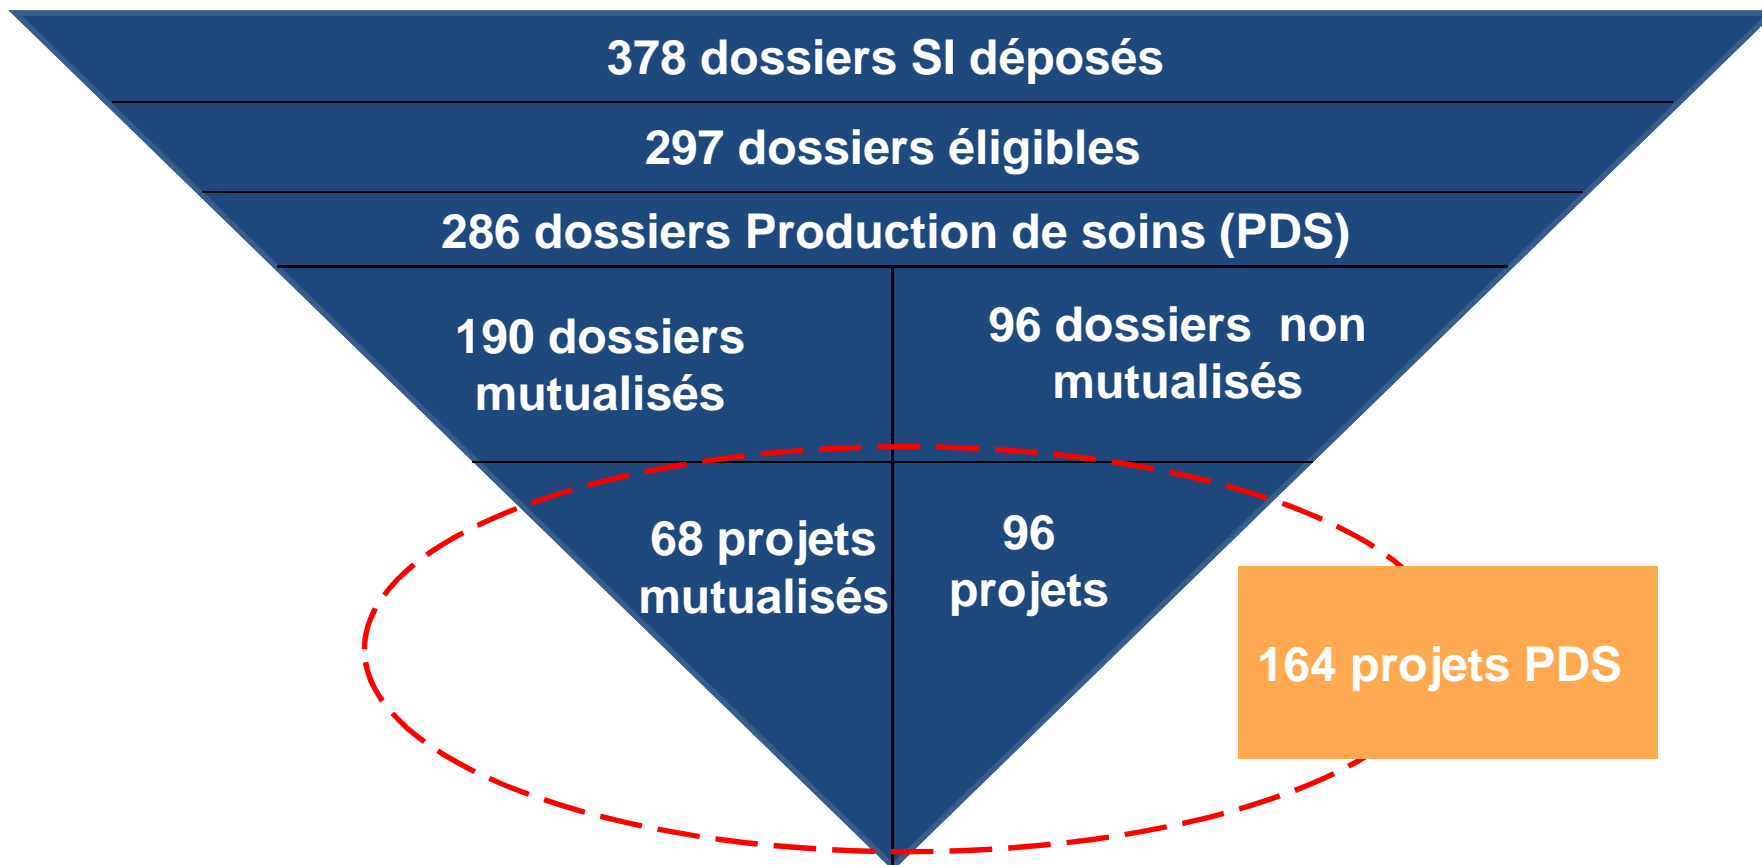 378 dossiers SI déposés
297 dossiers éligibles
286 dossiers Production de soins (PDS)
190 dossiers
mutualisés
96 dossiers  non
mutualisés
68 projets
mutualisés
96
projets
164 projets PDS